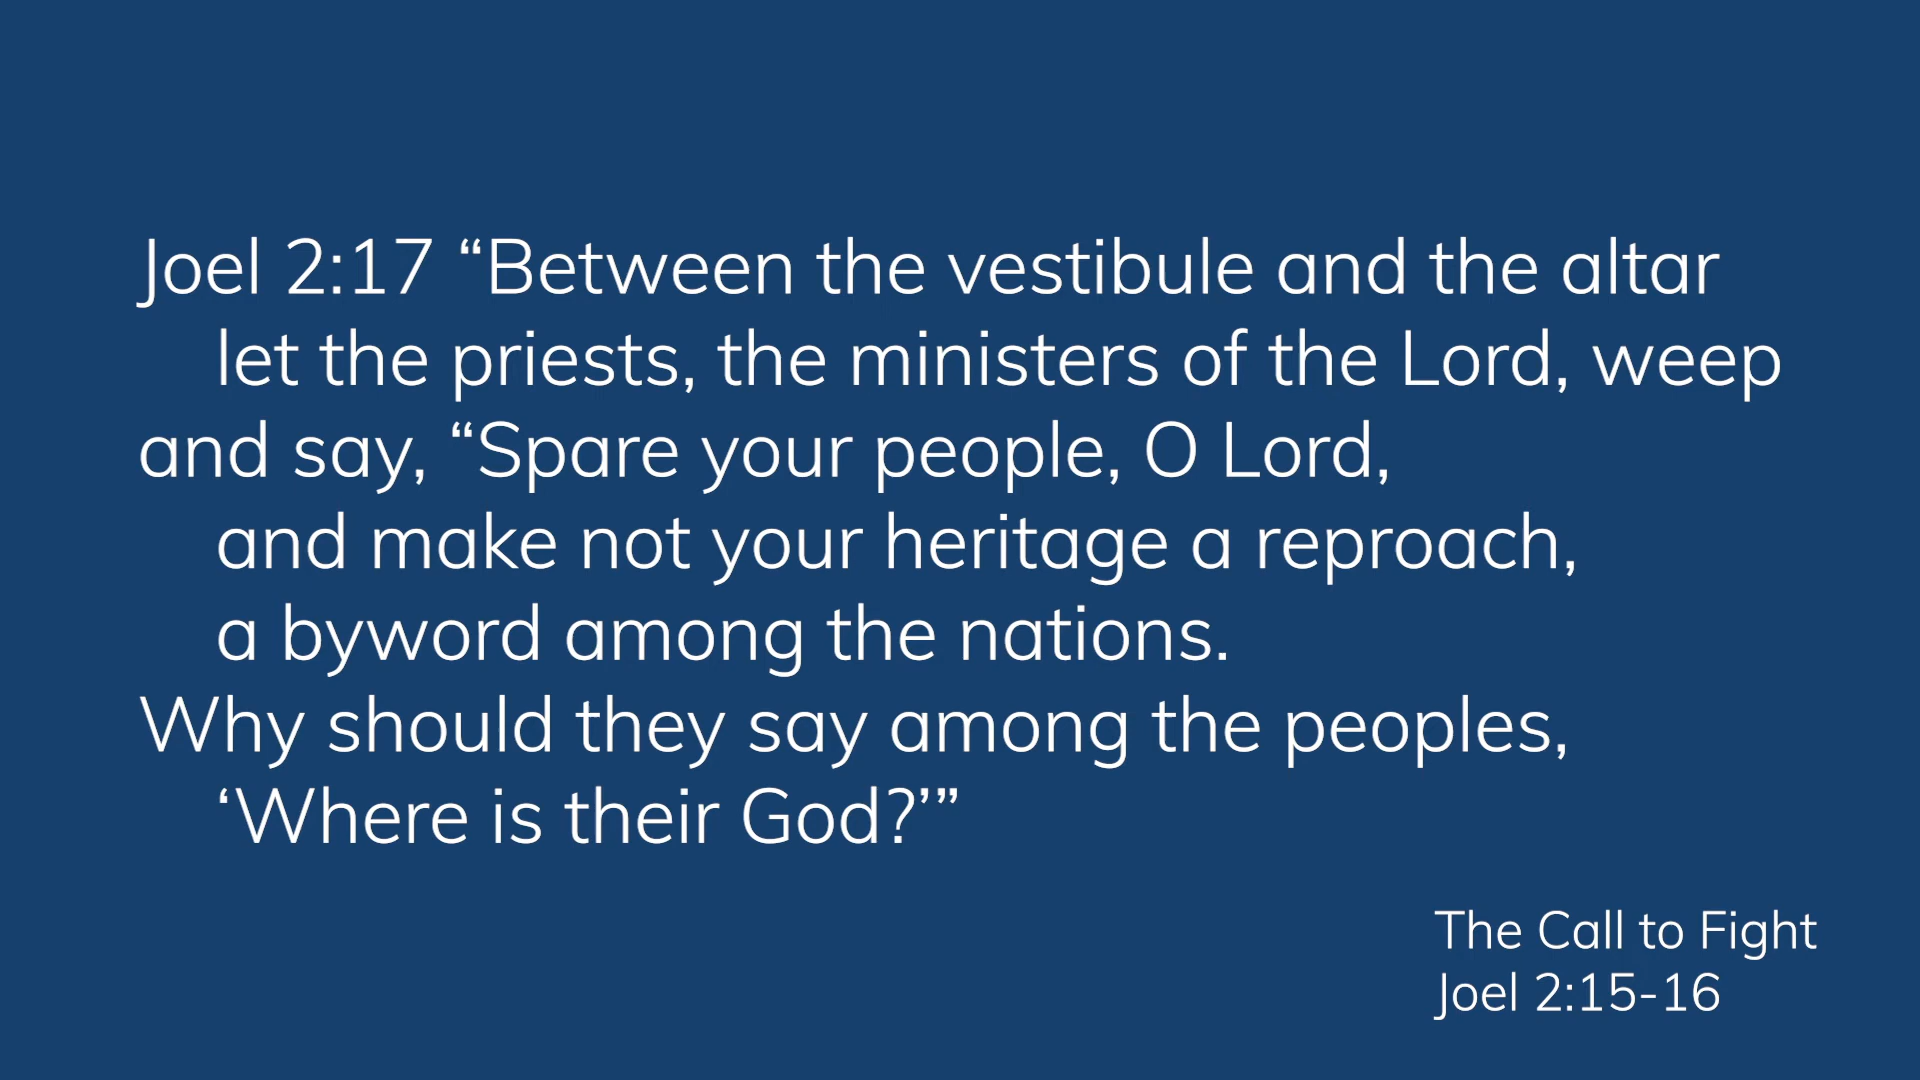 Joel 2:17 “Between the vestibule and the altar
let the priests, the ministers of the Lord, weep
and say, “Spare your people, O Lord,
and make not your heritage a reproach,
a byword among the nations.
Why should they say among the peoples,
‘Where is their God?’”
The Call to Fight
Joel 2:15-16